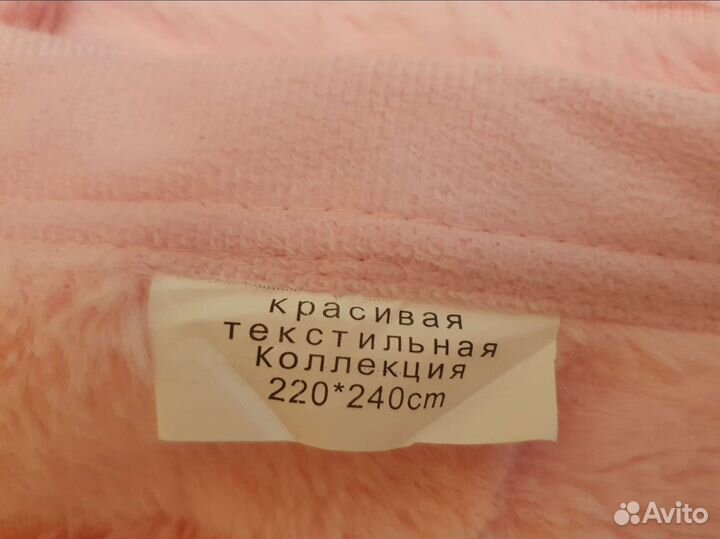 красивая
текстильная
Коллекция
220*240cm
Avito